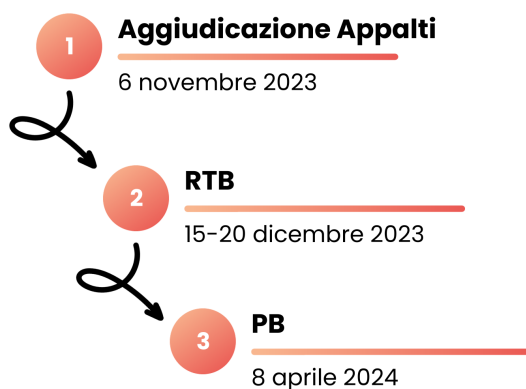 1
Aggiudicazione Appalti
6 novembre 2023
2
RTB
15-20 dicembre 2023
3
PB
8 aprile 2024